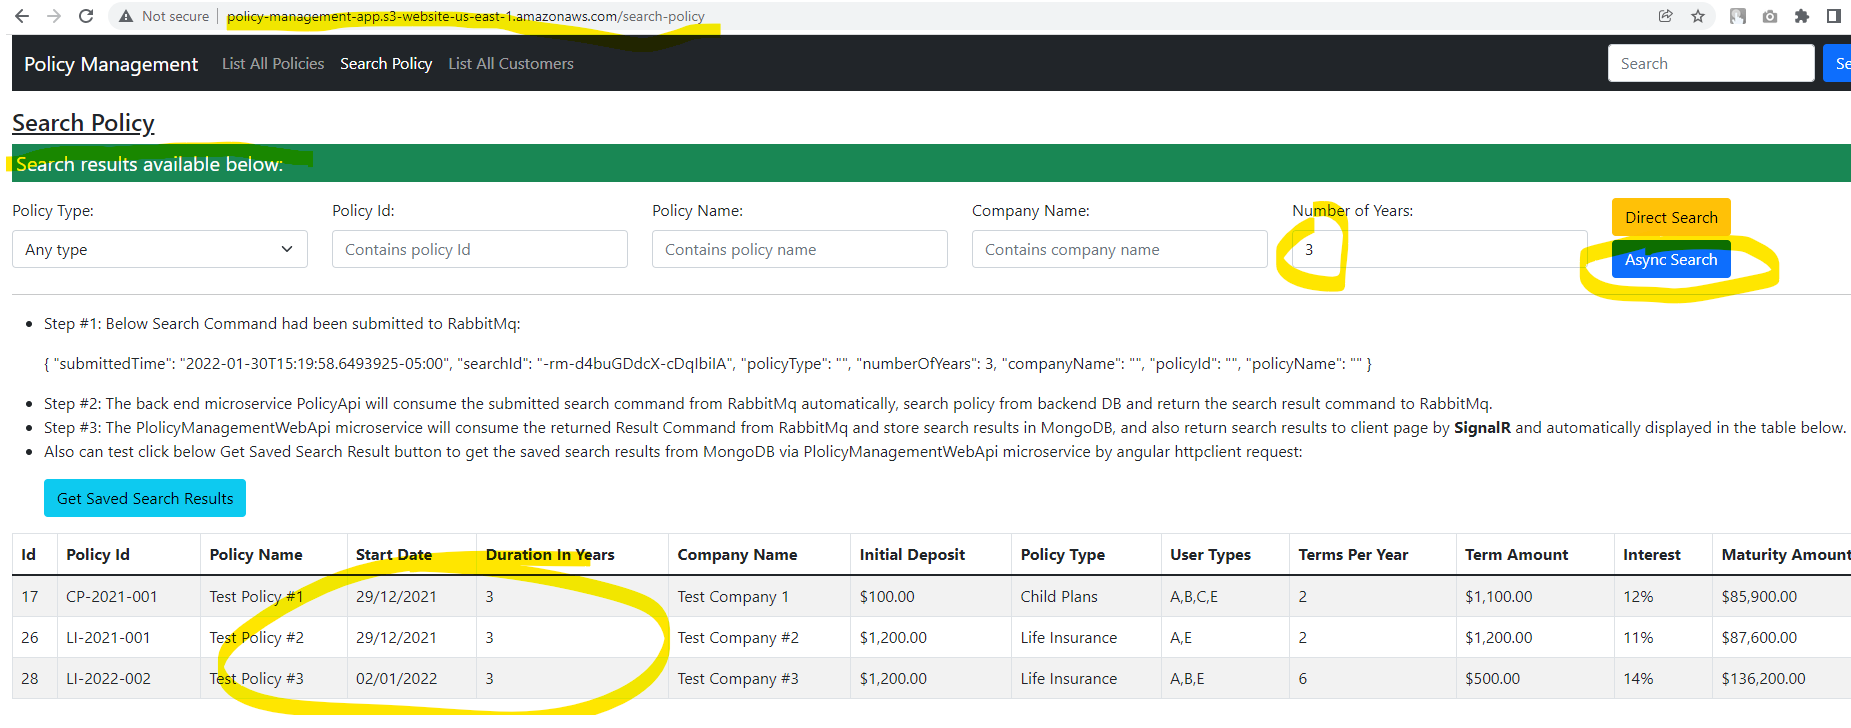 Not secure | policy-management-app.s3-website-us-east-1.amazonaws.com/search-policy
Policy Management List All Policies Search Policy List All Customers Search Se
Search Policy
Search results available below:
Policy Type: Policy Id: Policy Name: Company Name: Number of Years: Direct Search
Any type Contains policy Id Contains policy name Contains company name 3 Async Search
• Step #1: Below Search Command had been submitted to RabbitMq:
{ "submittedTime": "2022-01-30T15:19:58.6493925-05:00", "searchId": "-rm-d4buGDdcX-cDqIbiIA", "policyType": "", "numberOfYears": 3, "companyName": "", "policyId": "", "policyName": "" }
• Step #2: The back end microservice PolicyApi will consume the submitted search command from RabbitMq automatically, search policy from backend DB and return the search result command to RabbitMq.
• Step #3: The PlolicyManagementWebApi microservice will consume the returned Result Command from RabbitMq and store search results in MongoDB, and also return search results to client page by SignalR and automatically displayed in the table below.
• Also can test click below Get Saved Search Result button to get the saved search results from MongoDB via PlolicyManagementWebApi microservice by angular httpclient request:
Get Saved Search Results
Id Policy Id Policy Name Start Date Duration In Years Company Name Initial Deposit Policy Type User Types Terms Per Year Term Amount Interest Maturity Amount
17 CP-2021-001 Test Policy #1 29/12/2021 3 Test Company 1 $100.00 Child Plans A,B,C,E 2 $1,100.00 12% $85,900.00
26 LI-2021-001 Test Policy #2 29/12/2021 3 Test Company #2 $1,200.00 Life Insurance A,E 2 $1,200.00 11% $87,600.00
28 LI-2022-002 Test Policy #3 02/01/2022 3 Test Company #3 $1,200.00 Life Insurance A,B,E 6 $500.00 14% $136,200.00